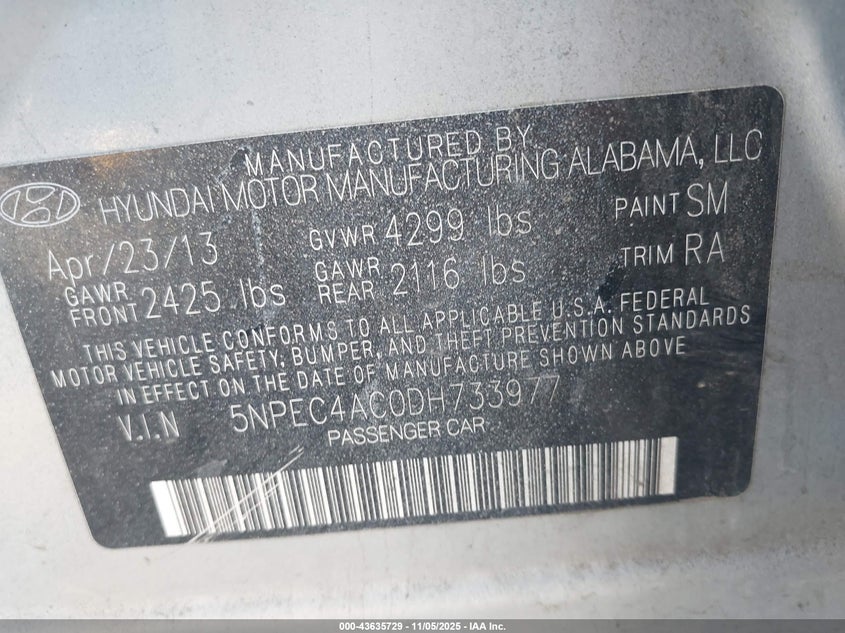 MANUFACTURED BY
HYUNDAI MOTOR MANUFACTURING ALABAMA, LLC
Apr/23/13 GVWR 4299 lbs PAINT SM
GAWR FRONT 2425 lbs GAWR REAR 2116 lbs TRIM RA
THIS VEHICLE CONFORMS TO ALL APPLICABLE U.S.A. FEDERAL
MOTOR VEHICLE SAFETY, BUMPER, AND THEFT PREVENTION STANDARDS
IN EFFECT ON THE DATE OF MANUFACTURE SHOWN ABOVE
V.I.N 5NPEC4AC0DH733977
PASSENGER CAR
000-43635729 - 11/05/2025 - IAA Inc.